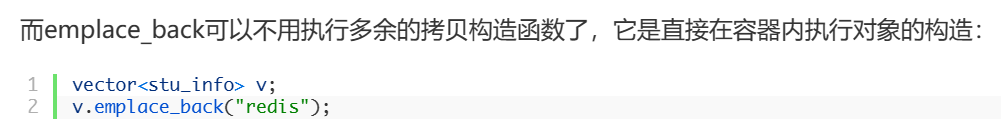 而emplace_back可以不用执行多余的拷贝构造函数了，它是直接在容器内执行对象的构造：
1 vector<stu_info> v;
2 v.emplace_back("redis");